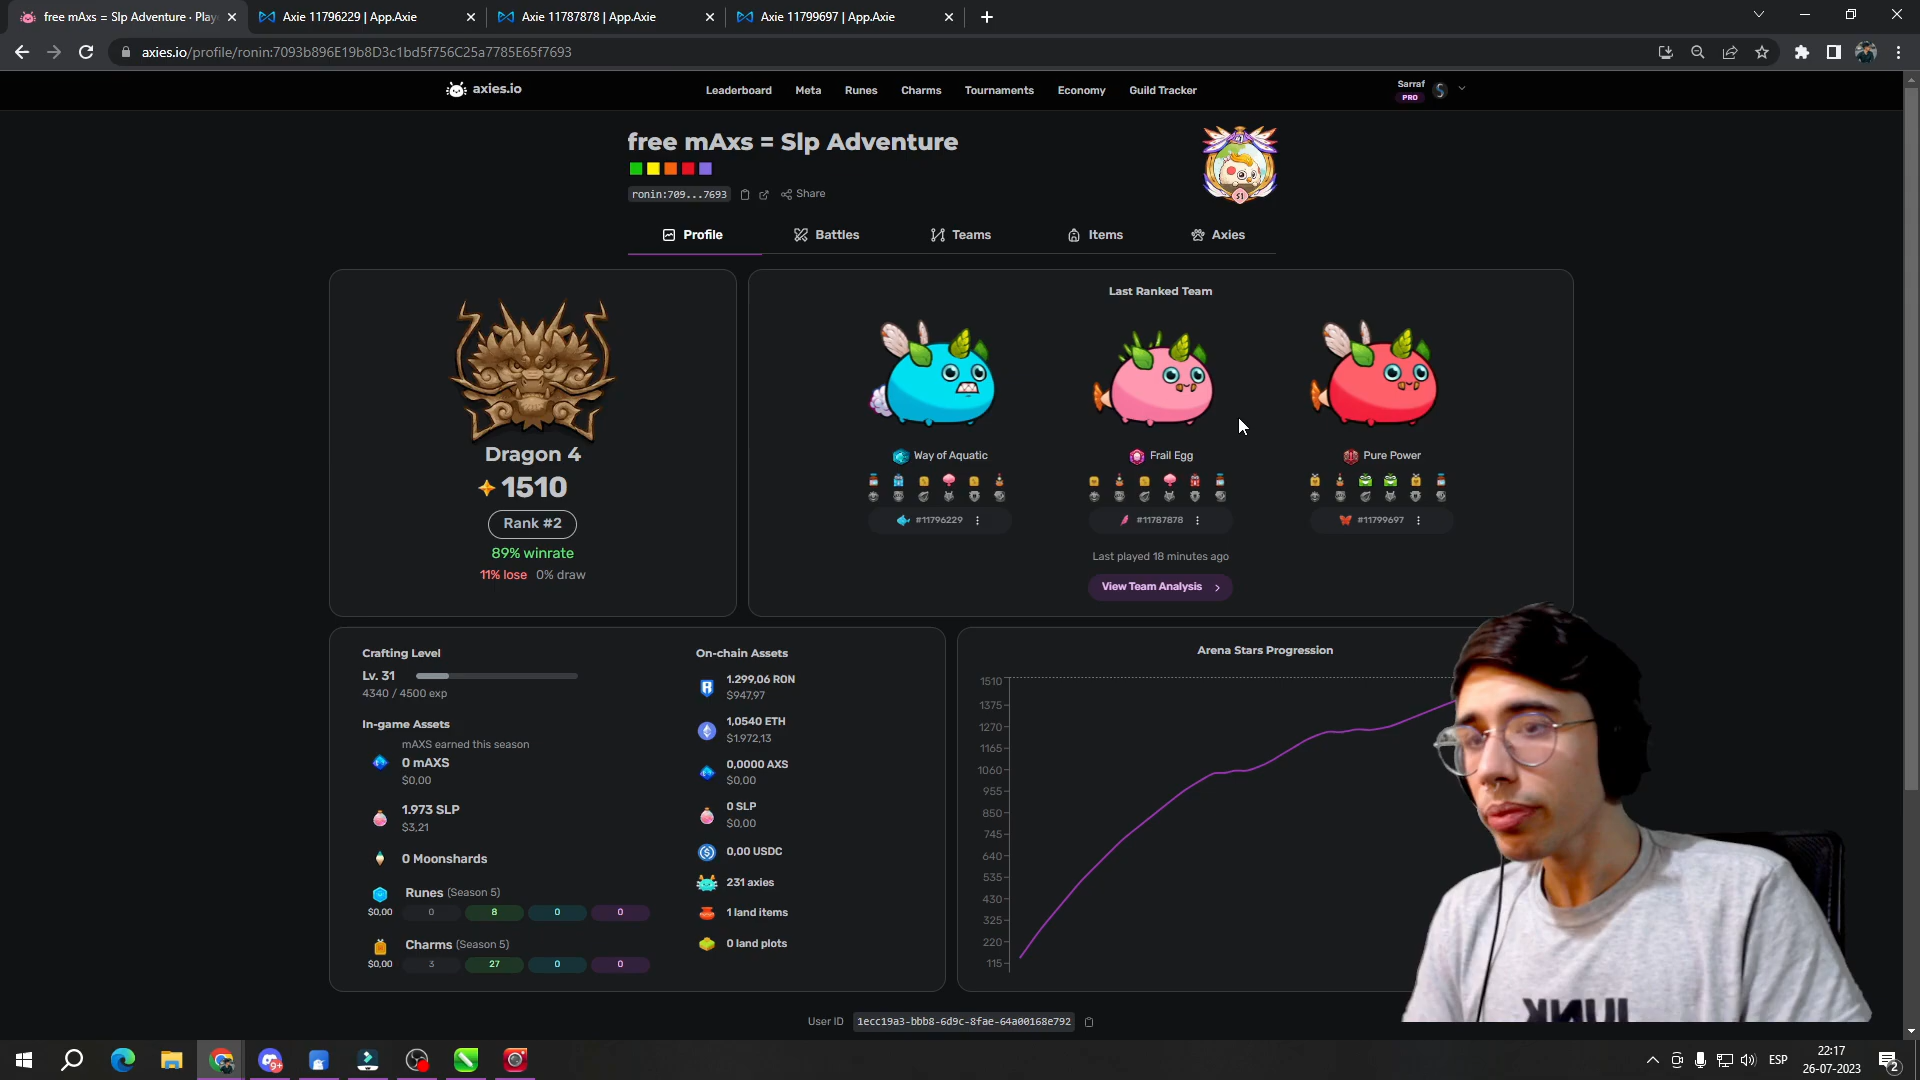 free mAxs = Slp Adventure · Play
Axie 11796229 | App.Axie
Axie 11787878 | App.Axie
Axie 11799697 | App.Axie
axies.io/profile/ronin:7093b896E19b8D3c1bd5f756C25a7785E65f7693
axies.io
Leaderboard
Meta
Runes
Charms
Tournaments
Economy
Guild Tracker
Sarraf
PRO
free mAxs = Slp Adventure
ronin:709...7693
Share
S1
Profile
Battles
Teams
Items
Axies
Dragon 4
1510
Rank #2
89% winrate
11% lose 0% draw
Last Ranked Team
Way of Aquatic
Frail Egg
Pure Power
#11796229
#11787878
#11799697
Last played 18 minutes ago
View Team Analysis
Crafting Level
Lv. 31
4340 / 4500 exp
In-game Assets
mAXS earned this season
0 mAXS
$0,00
1.973 SLP
$3,21
0 Moonshards
Runes (Season 5)
$0,00 0 8 0 0
Charms (Season 5)
$0,00 3 27 0 0
On-chain Assets
1.299,06 RON
$947,97
1,0540 ETH
$1.972,13
0,0000 AXS
$0,00
0 SLP
$0,00
0,00 USDC
231 axies
1 land items
0 land plots
Arena Stars Progression
1510
1375
1270
1165
1060
955
850
745
640
535
430
325
220
115
User ID 1ecc19a3-bbb8-6d9c-8fae-64a00168e792
9+
ESP
22:17
26-07-2023
2